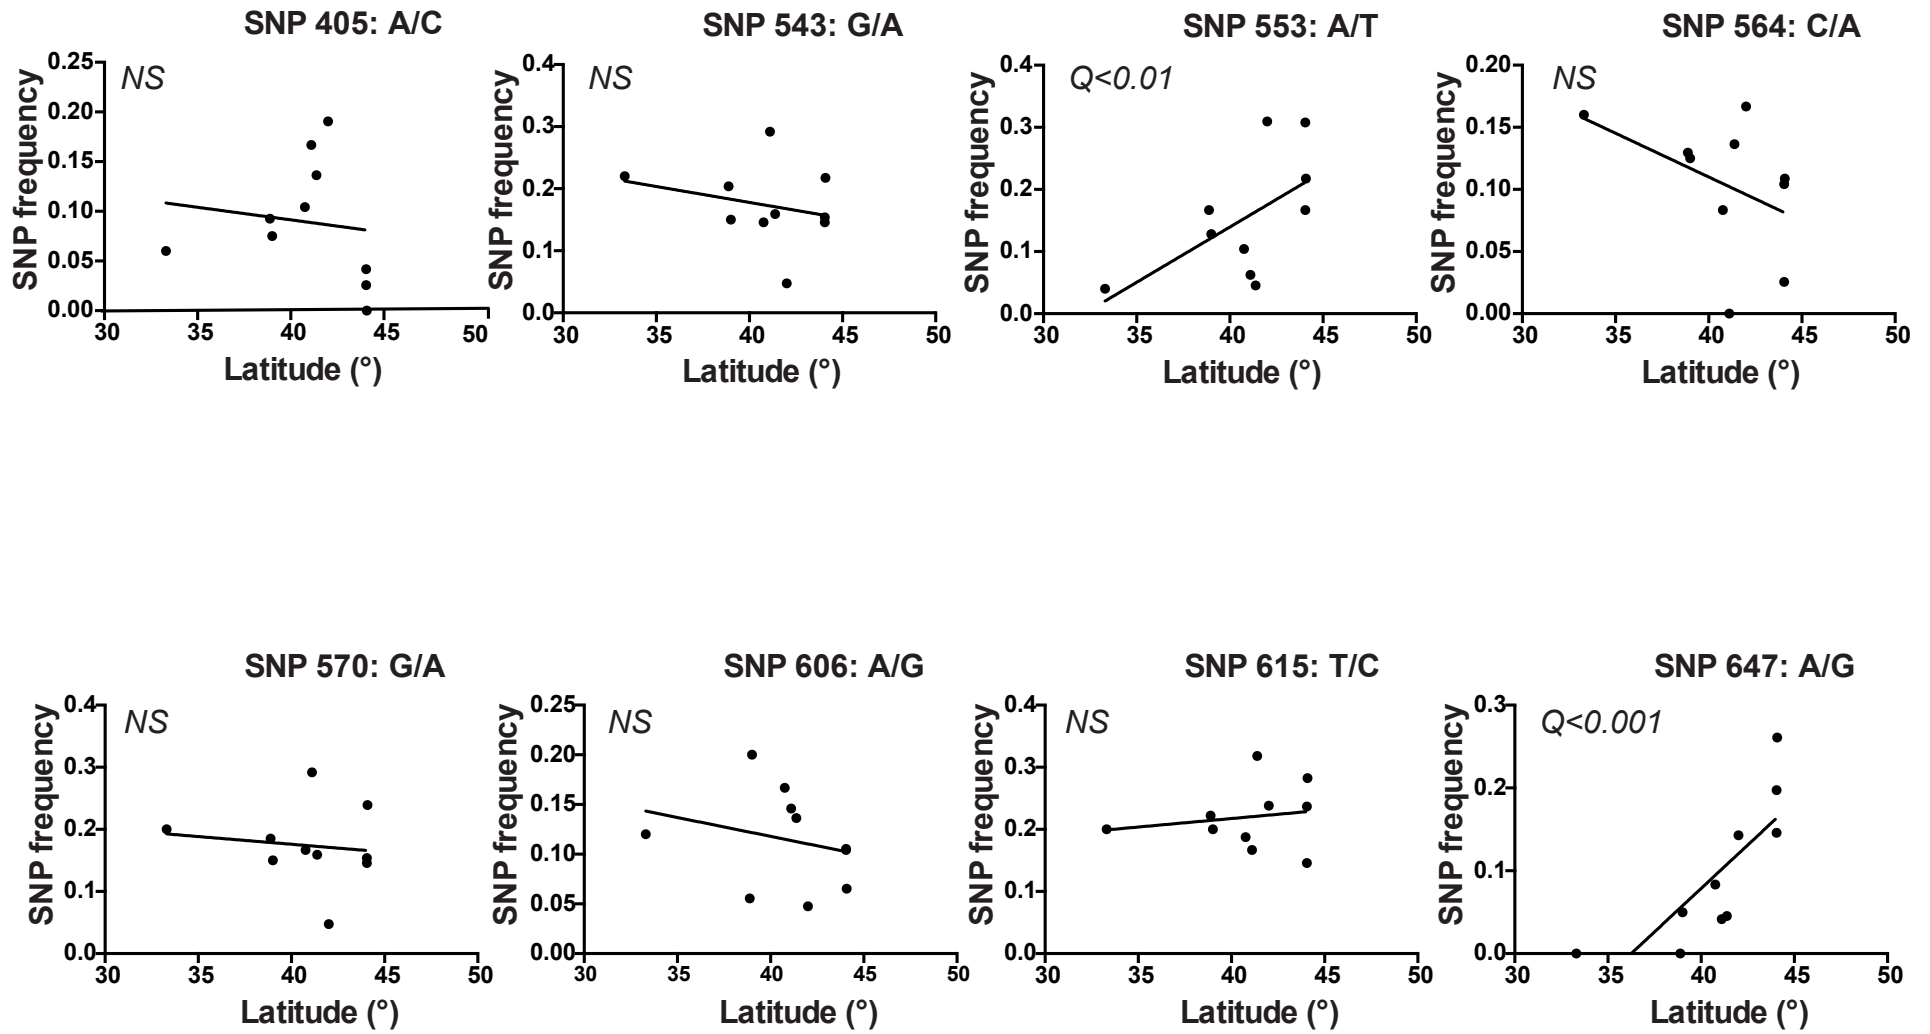 SNP 405: A/C
SNP frequency
0.25
0.20
0.15
0.10
0.05
0.00
NS
30 35 40 45 50
Latitude (°)
SNP 543: G/A
SNP frequency
0.4
0.3
0.2
0.1
0.0
NS
30 35 40 45 50
Latitude (°)
SNP 553: A/T
SNP frequency
0.4
0.3
0.2
0.1
0.0
Q<0.01
30 35 40 45 50
Latitude (°)
SNP 564: C/A
SNP frequency
0.20
0.15
0.10
0.05
0.00
NS
30 35 40 45 50
Latitude (°)
SNP 570: G/A
SNP frequency
0.4
0.3
0.2
0.1
0.0
NS
30 35 40 45 50
Latitude (°)
SNP 606: A/G
SNP frequency
0.25
0.20
0.15
0.10
0.05
0.00
NS
30 35 40 45 50
Latitude (°)
SNP 615: T/C
SNP frequency
0.4
0.3
0.2
0.1
0.0
NS
30 35 40 45 50
Latitude (°)
SNP 647: A/G
SNP frequency
0.3
0.2
0.1
0.0
Q<0.001
30 35 40 45 50
Latitude (°)